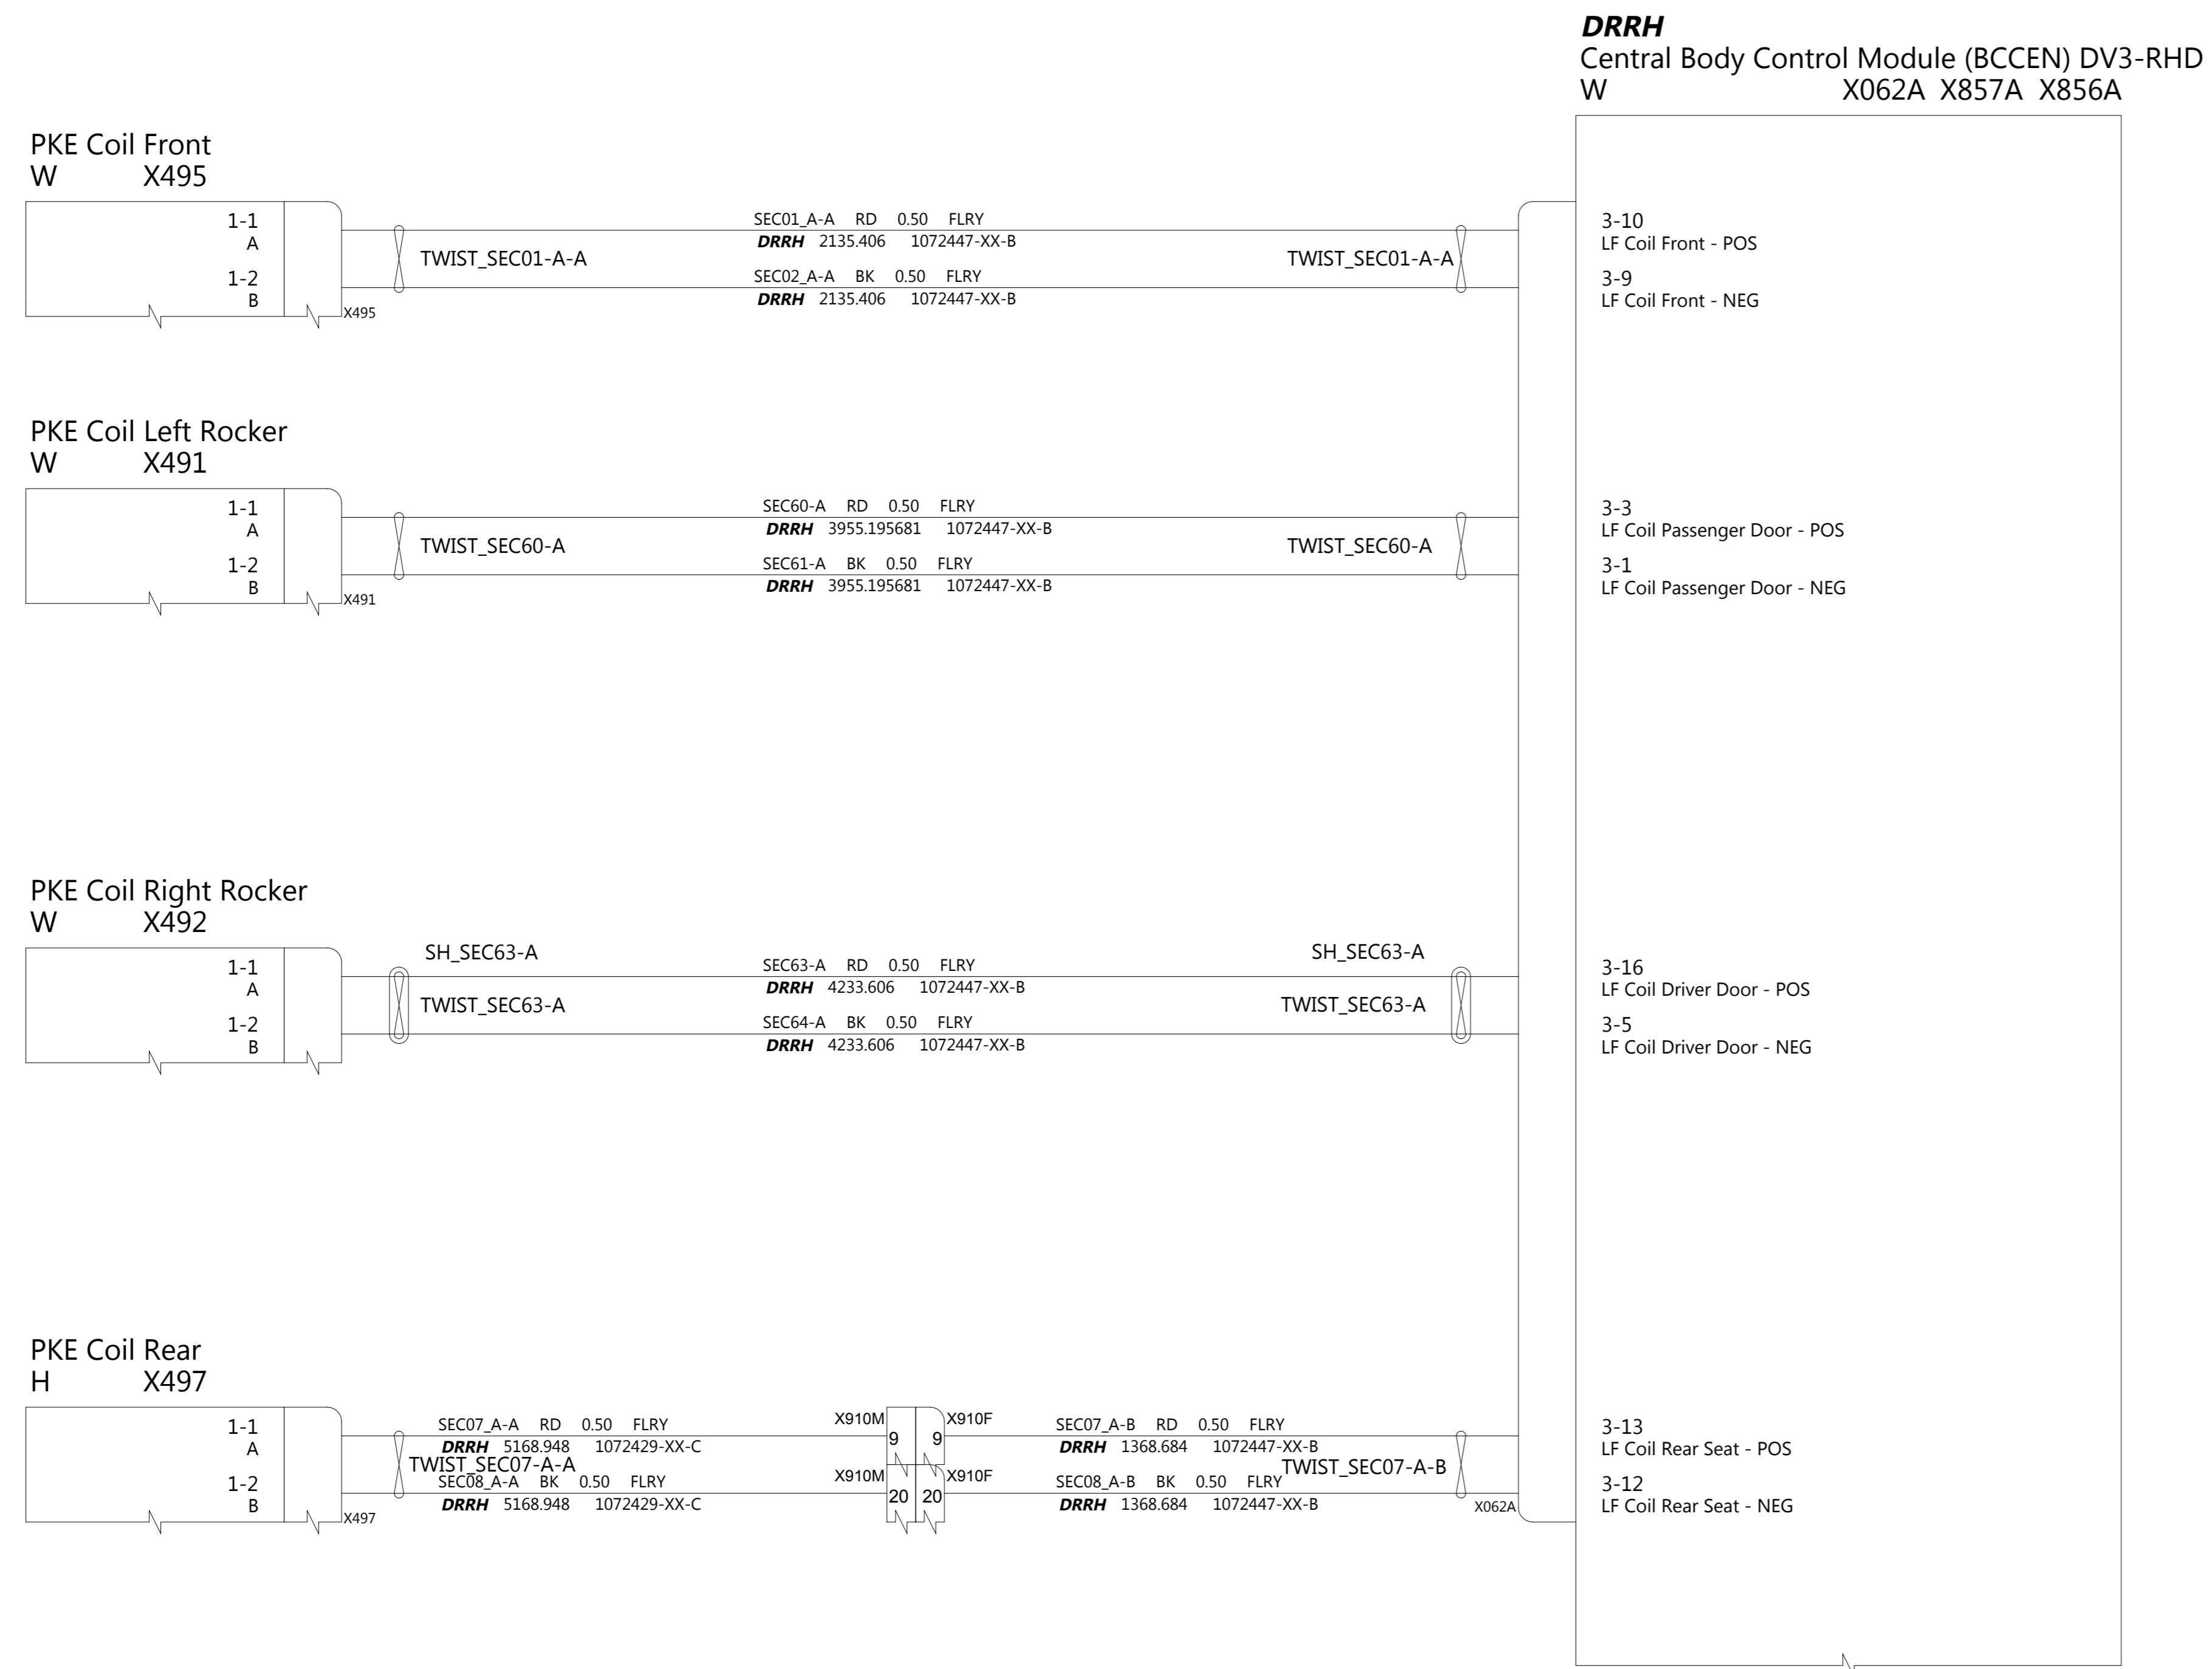 DRRH
Central Body Control Module (BCCEN) DV3-RHD
W X062A X857A X856A
PKE Coil Front
W X495
1-1
A
1-2
B
X495
TWIST_SEC01-A-A
SEC01_A-A RD 0.50 FLRY
DRRH 2135.406 1072447-XX-B
SEC02_A-A BK 0.50 FLRY
DRRH 2135.406 1072447-XX-B
TWIST_SEC01-A-A
3-10
LF Coil Front - POS
3-9
LF Coil Front - NEG
PKE Coil Left Rocker
W X491
1-1
A
1-2
B
X491
TWIST_SEC60-A
SEC60-A RD 0.50 FLRY
DRRH 3955.195681 1072447-XX-B
SEC61-A BK 0.50 FLRY
DRRH 3955.195681 1072447-XX-B
TWIST_SEC60-A
3-3
LF Coil Passenger Door - POS
3-1
LF Coil Passenger Door - NEG
PKE Coil Right Rocker
W X492
1-1
A
1-2
B
SH_SEC63-A
TWIST_SEC63-A
SEC63-A RD 0.50 FLRY
DRRH 4233.606 1072447-XX-B
SEC64-A BK 0.50 FLRY
DRRH 4233.606 1072447-XX-B
SH_SEC63-A
TWIST_SEC63-A
3-16
LF Coil Driver Door - POS
3-5
LF Coil Driver Door - NEG
PKE Coil Rear
H X497
1-1
A
1-2
B
X497
SEC07_A-A RD 0.50 FLRY
DRRH 5168.948 1072429-XX-C
TWIST_SEC07-A-A
SEC08_A-A BK 0.50 FLRY
DRRH 5168.948 1072429-XX-C
X910M 9 9 X910F
X910M 20 20 X910F
SEC07_A-B RD 0.50 FLRY
DRRH 1368.684 1072447-XX-B
SEC08_A-B BK 0.50 FLRY
DRRH 1368.684 1072447-XX-B
TWIST_SEC07-A-B
X062A
3-13
LF Coil Rear Seat - POS
3-12
LF Coil Rear Seat - NEG